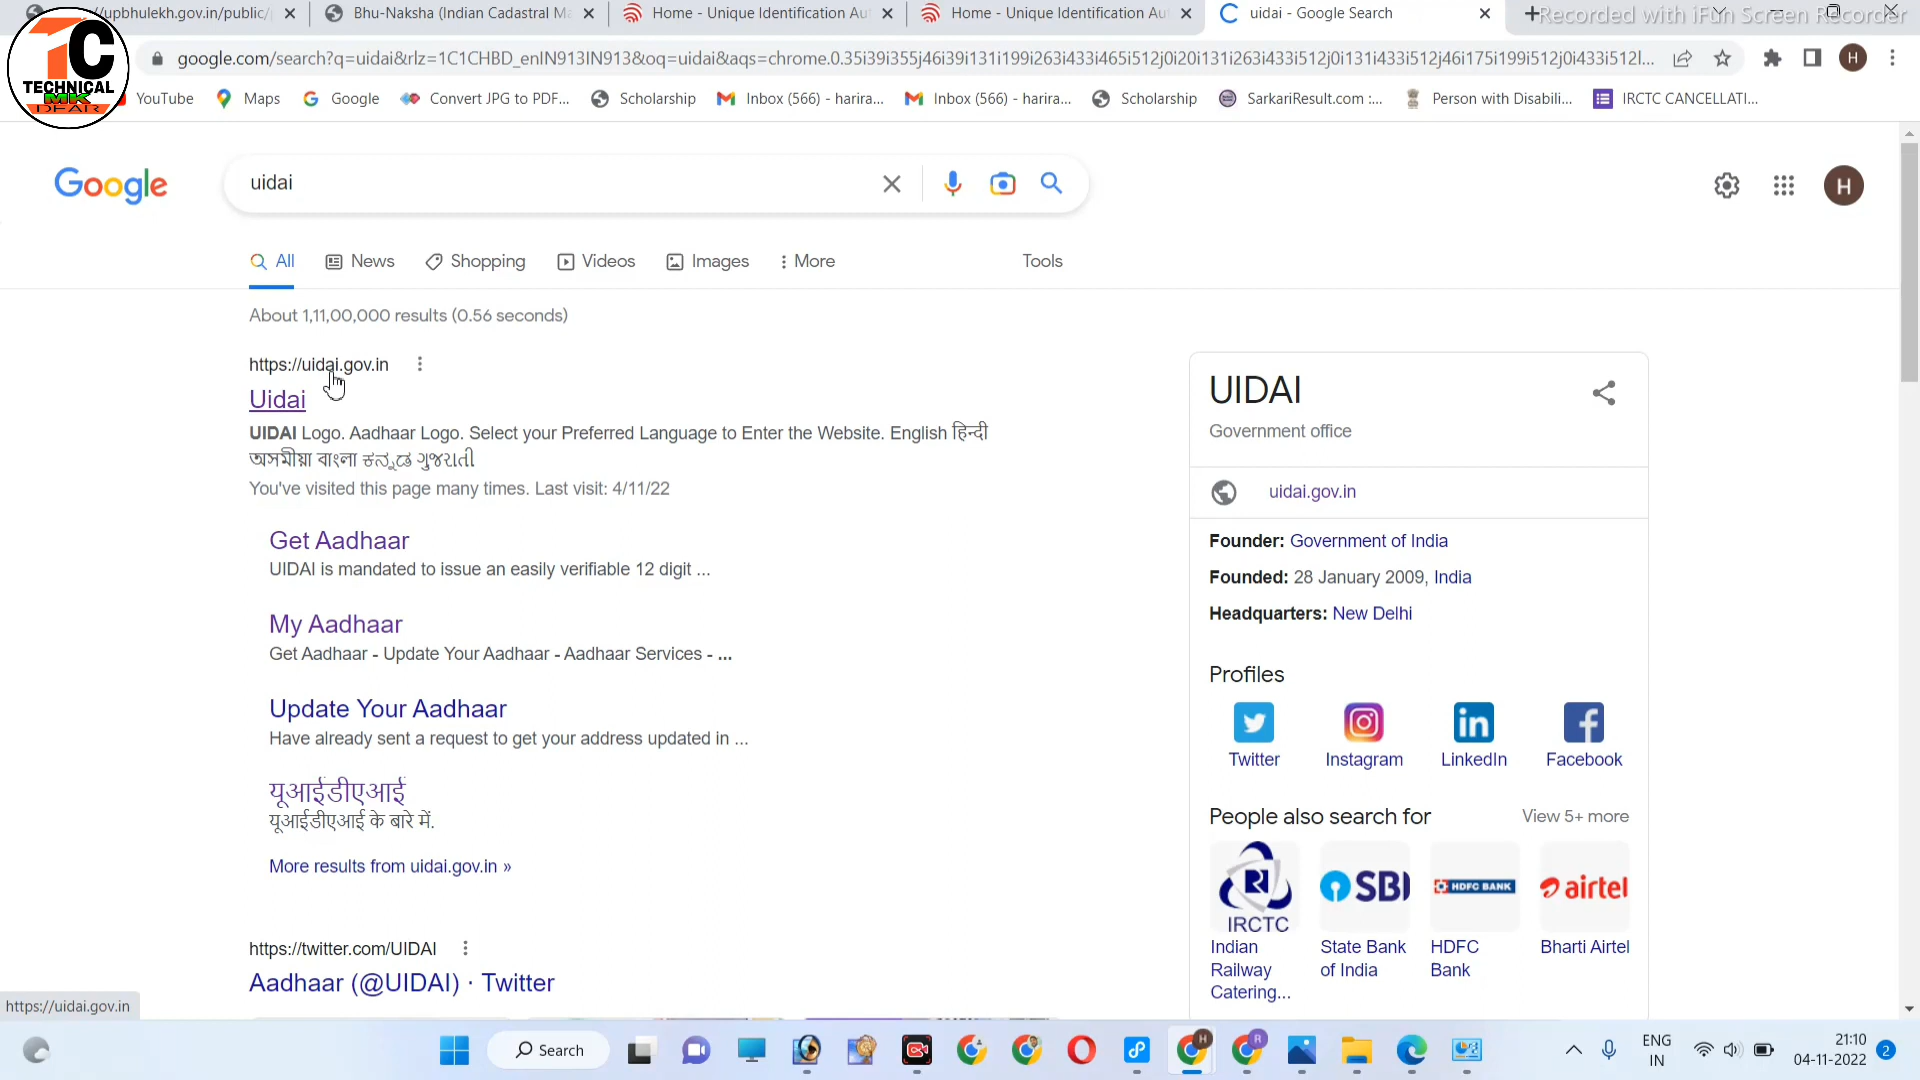 //upbhulekh.gov.in/public/
Bhu-Naksha (Indian Cadastral Ma
Home - Unique Identification Aut
Home - Unique Identification Aut
uidai - Google Search
Recorded with iFun Screen Recorder
TC
TECHNICAL
MK
DEAR
google.com/search?q=uidai&rlz=1C1CHBD_enIN913IN913&oq=uidai&aqs=chrome.0.35i39i355j46i39i131i199i263i433i465i512j0i20i131i263i433i512j0i131i433i512j46i175i199i512j0i433i512l...
H
YouTube
Maps
Google
Convert JPG to PDF...
Scholarship
Inbox (566) - harira...
Inbox (566) - harira...
Scholarship
SarkariResult.com :...
Person with Disabili...
IRCTC CANCELLATI...
Google
uidai
H
All
News
Shopping
Videos
Images
More
Tools
About 1,11,00,000 results (0.56 seconds)
https://uidai.gov.in
Uidai
UIDAI Logo. Aadhaar Logo. Select your Preferred Language to Enter the Website. English हिन्दी
অসমীয়া বাংলা ಕನ್ನಡ ગુજરાતી
You've visited this page many times. Last visit: 4/11/22
Get Aadhaar
UIDAI is mandated to issue an easily verifiable 12 digit ...
My Aadhaar
Get Aadhaar - Update Your Aadhaar - Aadhaar Services - ...
Update Your Aadhaar
Have already sent a request to get your address updated in ...
यूआईडीएआई
यूआईडीएआई के बारे में.
More results from uidai.gov.in »
https://twitter.com/UIDAI
Aadhaar (@UIDAI) · Twitter
UIDAI
Government office
uidai.gov.in
Founder: Government of India
Founded: 28 January 2009, India
Headquarters: New Delhi
Profiles
Twitter
Instagram
LinkedIn
Facebook
People also search for
View 5+ more
IRCTC
SBI
HDFC BANK
airtel
Indian
Railway
Catering...
State Bank
of India
HDFC
Bank
Bharti Airtel
https://uidai.gov.in
Search
H
R
ENG
IN
21:10
04-11-2022
2